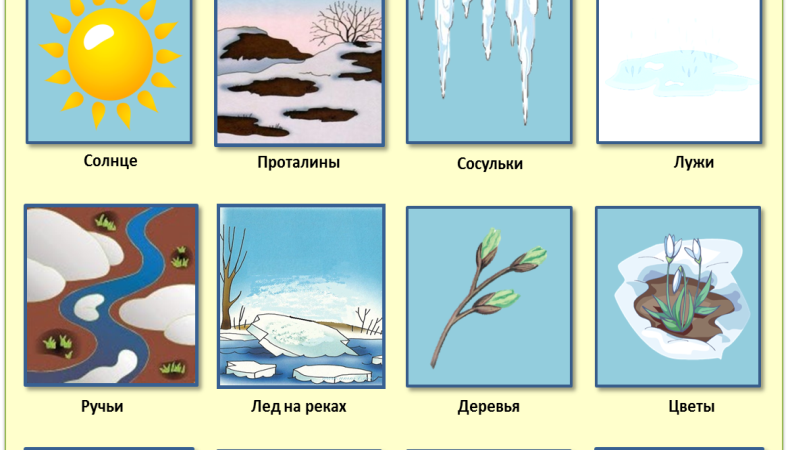 Солнце
Проталины
Сосульки
Лужи
Ручьи
Лед на реках
Деревья
Цветы